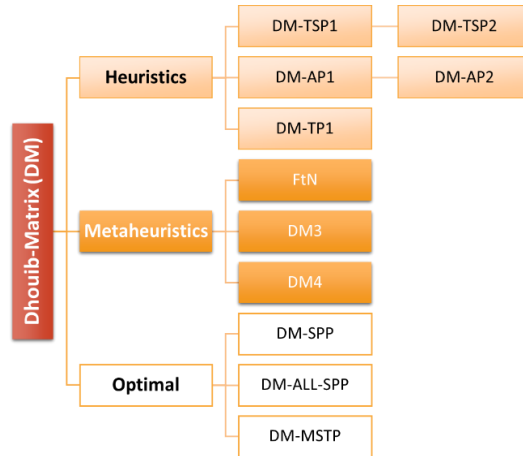 Dhouib-Matrix (DM)
Heuristics
DM-TSP1
DM-TSP2
DM-AP1
DM-AP2
DM-TP1
Metaheuristics
FtN
DM3
DM4
Optimal
DM-SPP
DM-ALL-SPP
DM-MSTP